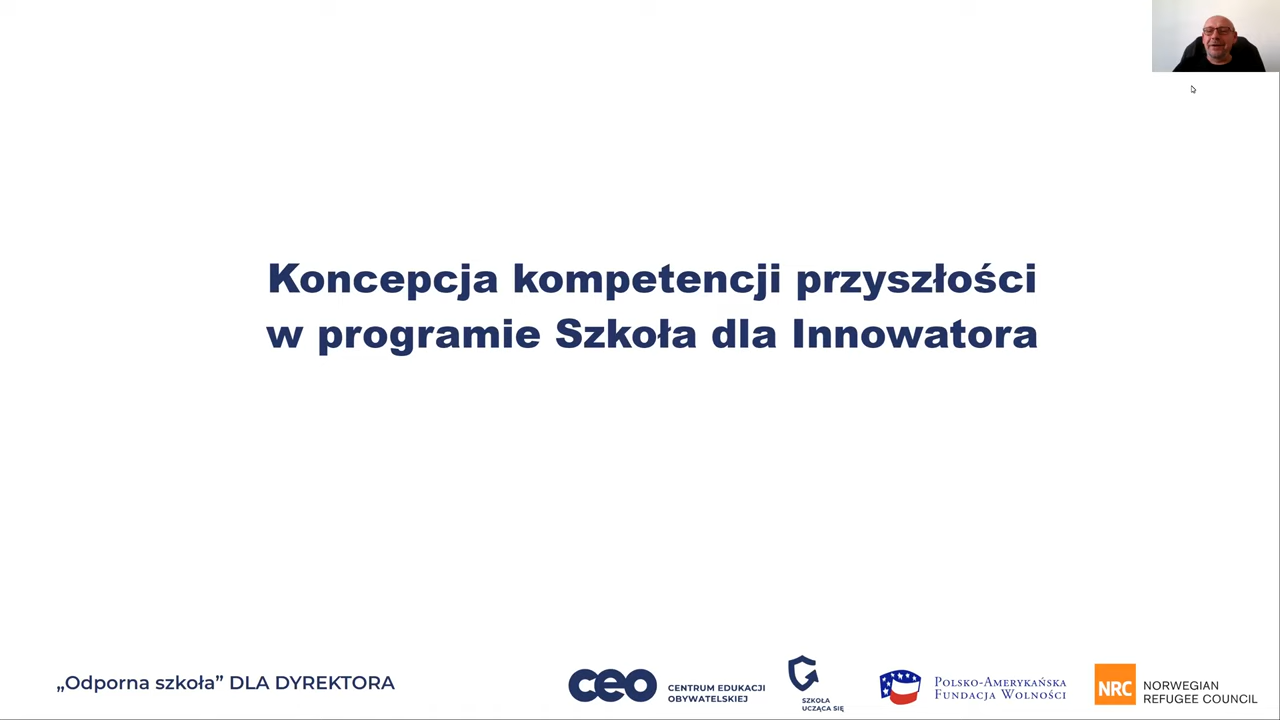 Koncepcja kompetencji przyszłości
w programie Szkoła dla Innowatora
„Odporna szkoła” DLA DYREKTORA
ceo
CENTRUM EDUKACJI
OBYWATELSKIEJ
SZKOŁA
UCZĄCA SIĘ
POLSKO-AMERYKAŃSKA
FUNDACJA WOLNOŚCI
NRC
NORWEGIAN
REFUGEE COUNCIL